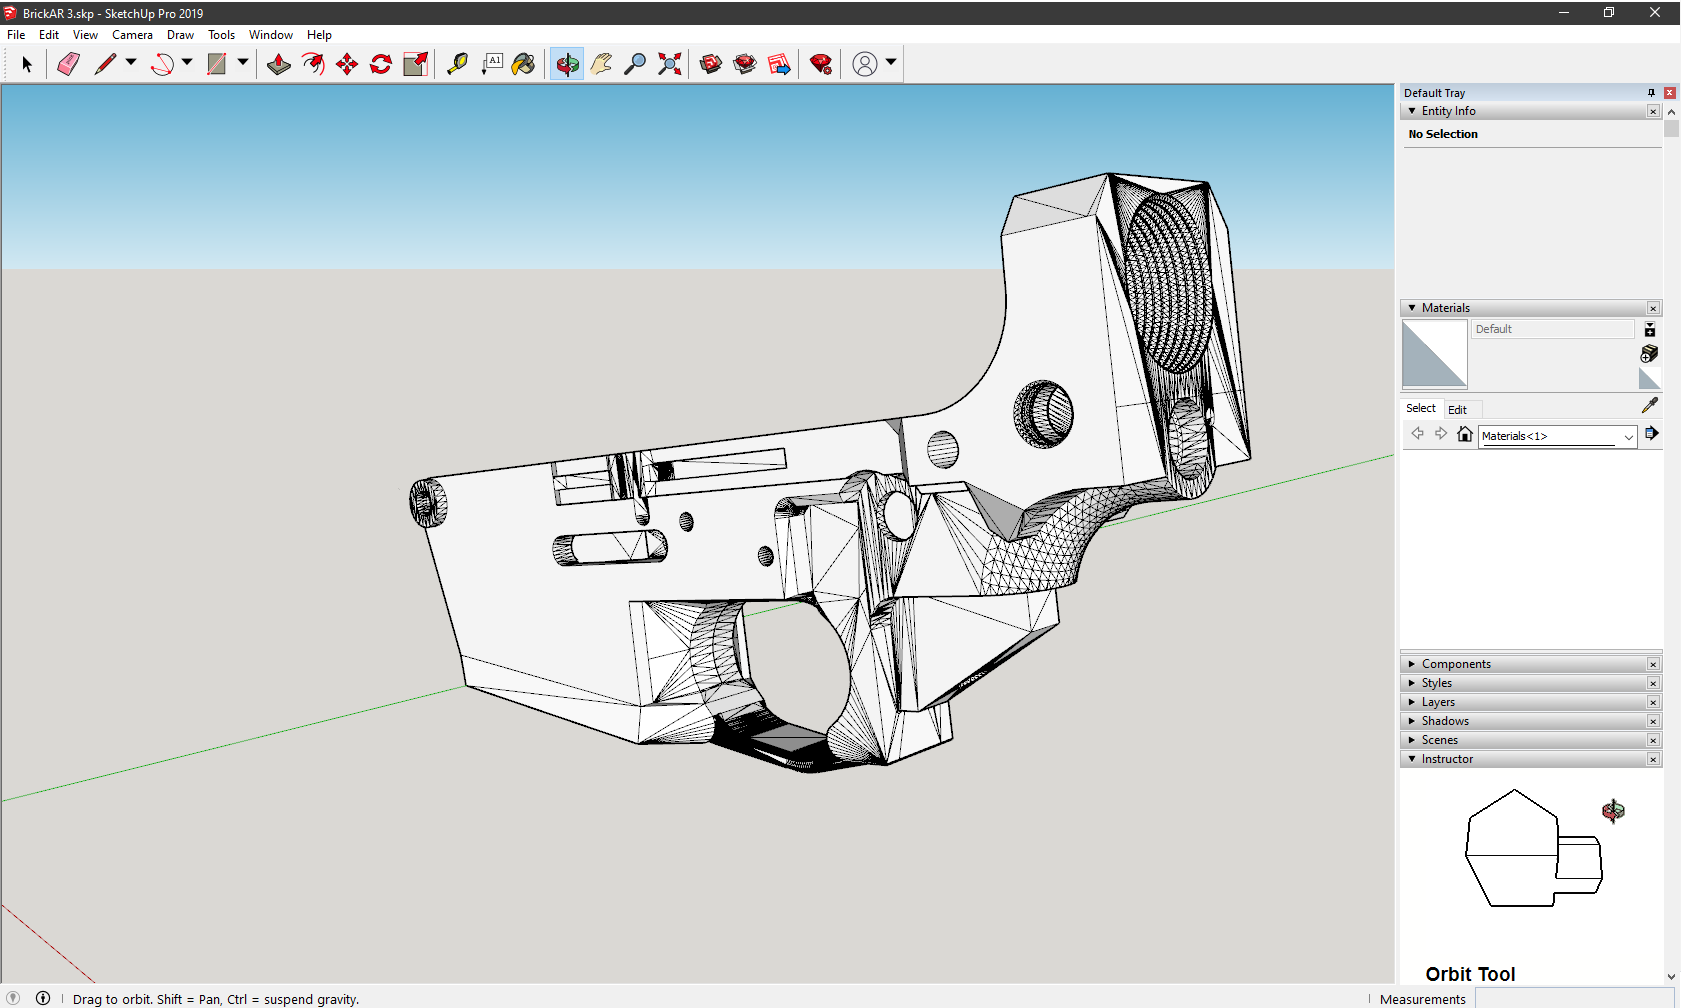 BrickAR 3.skp - SketchUp Pro 2019
File Edit View Camera Draw Tools Window Help
A1
Default Tray
Entity Info
No Selection
Materials
Default
Select Edit
Materials<1>
Components
Styles
Layers
Shadows
Scenes
Instructor
Orbit Tool
Drag to orbit. Shift = Pan, Ctrl = suspend gravity.
Measurements